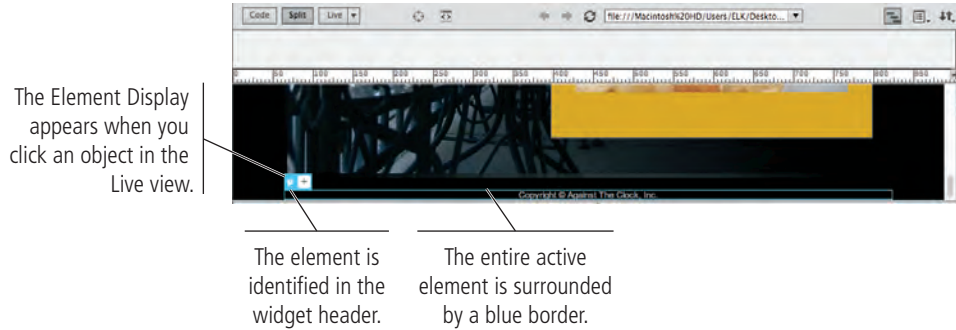 Code Split Live
file:///Macintosh%20HD/Users/ELK/Deskto...
0 50 100 150 200 250 300 350 400 450 500 550 600 650 700 750 800 850
The Element Display
appears when you
click an object in the
Live view.
p +
Copyright © Against The Clock, Inc.
The element is
identified in the
widget header.
The entire active
element is surrounded
by a blue border.